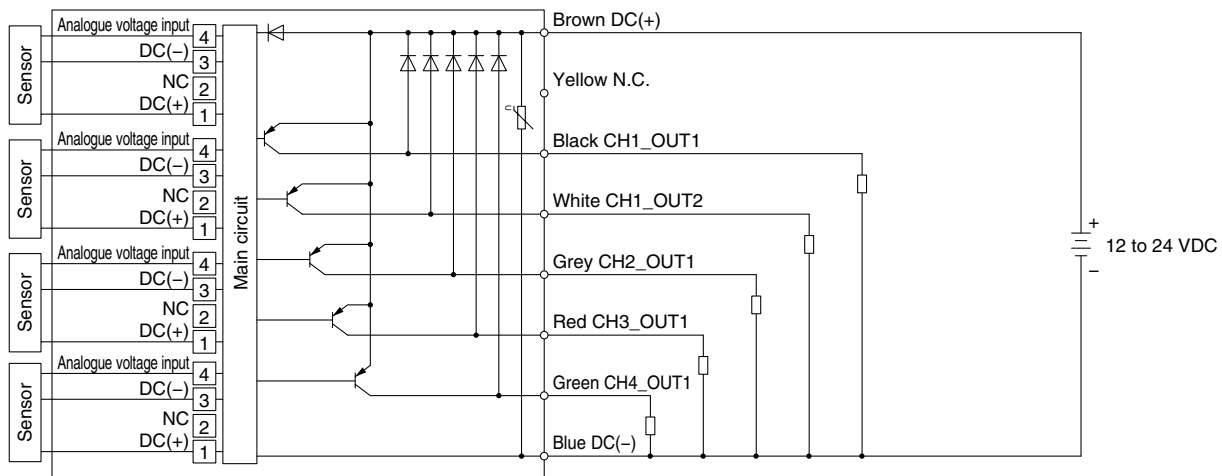 Sensor
Analogue voltage input 4
DC(−) 3
NC 2
DC(+) 1
Sensor
Analogue voltage input 4
DC(−) 3
NC 2
DC(+) 1
Sensor
Analogue voltage input 4
DC(−) 3
NC 2
DC(+) 1
Sensor
Analogue voltage input 4
DC(−) 3
NC 2
DC(+) 1
Main circuit
Brown DC(+)
Yellow N.C.
Black CH1_OUT1
White CH1_OUT2
Grey CH2_OUT1
Red CH3_OUT1
Green CH4_OUT1
Blue DC(−)
+
12 to 24 VDC
−